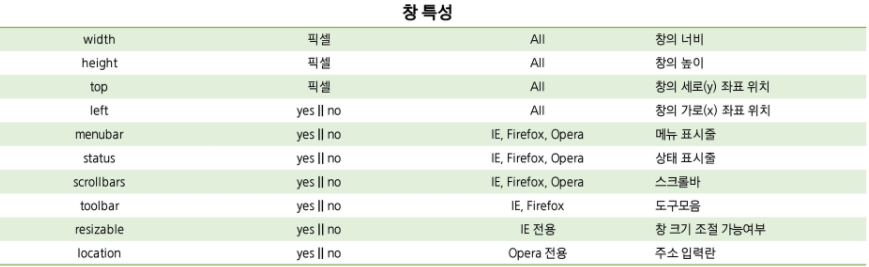 창 특성
width 픽셀 All 창의 너비
height 픽셀 All 창의 높이
top 픽셀 All 창의 세로(y) 좌표 위치
left yes || no All 창의 가로(x) 좌표 위치
menubar yes || no IE, Firefox, Opera 메뉴 표시줄
status yes || no IE, Firefox, Opera 상태 표시줄
scrollbars yes || no IE, Firefox, Opera 스크롤바
toolbar yes || no IE, Firefox 도구모음
resizable yes || no IE 전용 창 크기 조절 가능여부
location yes || no Opera 전용 주소 입력란